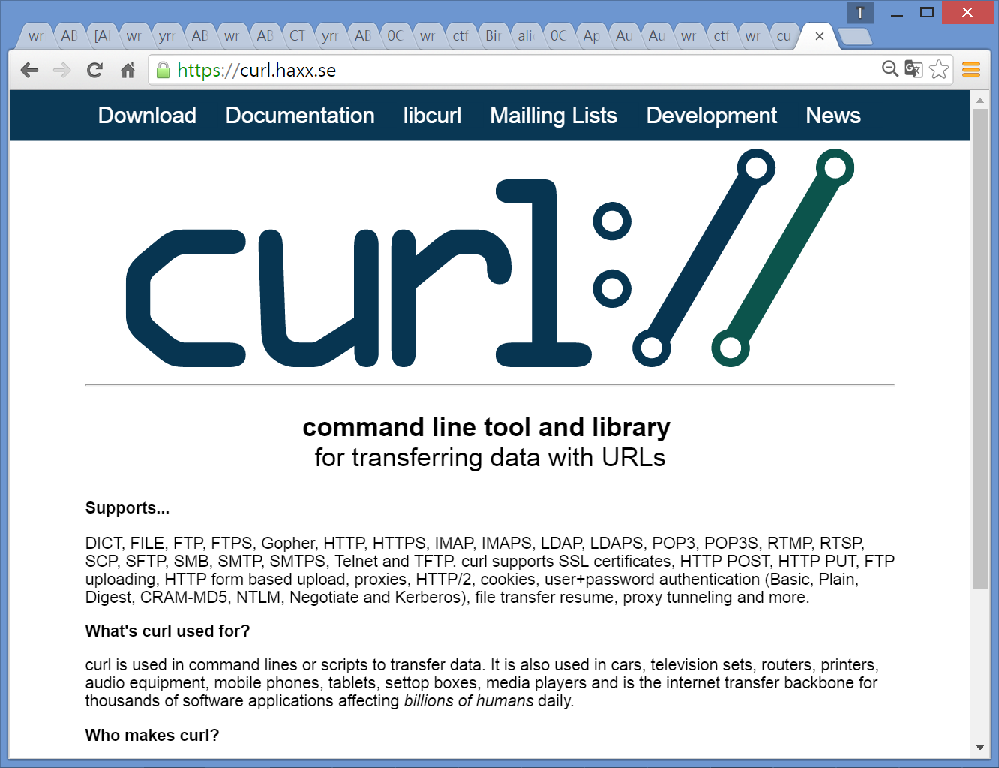 T
wr AB [A wr yrr AB wr AB CT yrr AB 0C wr ctf Bir ali 0C Ap Au Au wr ctf wr cu
https://curl.haxx.se
Download Documentation libcurl Mailling Lists Development News
curl://
command line tool and library
for transferring data with URLs
Supports...
DICT, FILE, FTP, FTPS, Gopher, HTTP, HTTPS, IMAP, IMAPS, LDAP, LDAPS, POP3, POP3S, RTMP, RTSP,
SCP, SFTP, SMB, SMTP, SMTPS, Telnet and TFTP. curl supports SSL certificates, HTTP POST, HTTP PUT, FTP
uploading, HTTP form based upload, proxies, HTTP/2, cookies, user+password authentication (Basic, Plain,
Digest, CRAM-MD5, NTLM, Negotiate and Kerberos), file transfer resume, proxy tunneling and more.
What's curl used for?
curl is used in command lines or scripts to transfer data. It is also used in cars, television sets, routers, printers,
audio equipment, mobile phones, tablets, settop boxes, media players and is the internet transfer backbone for
thousands of software applications affecting billions of humans daily.
Who makes curl?